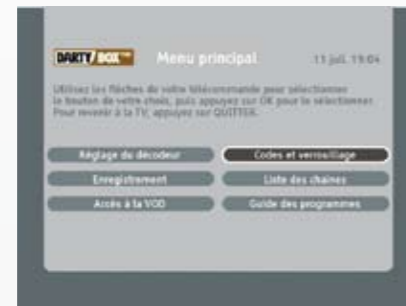 DARTY BOX Menu principal 11 juil. 19:04
Utilisez les flèches de votre télécommande pour sélectionner
le bouton de votre choix, puis appuyez sur OK pour le sélectionner.
Pour revenir à la TV, appuyez sur QUITTER.
Réglage du décodeur Codes et verrouillage
Enregistrement Liste des chaînes
Accès à la VOD Guide des programmes